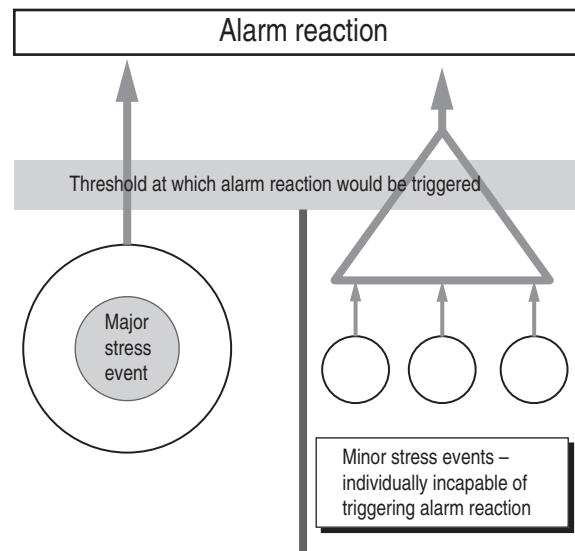 Alarm reaction
Threshold at which alarm reaction would be triggered
Major
stress
event
Minor stress events –
individually incapable of
triggering alarm reaction